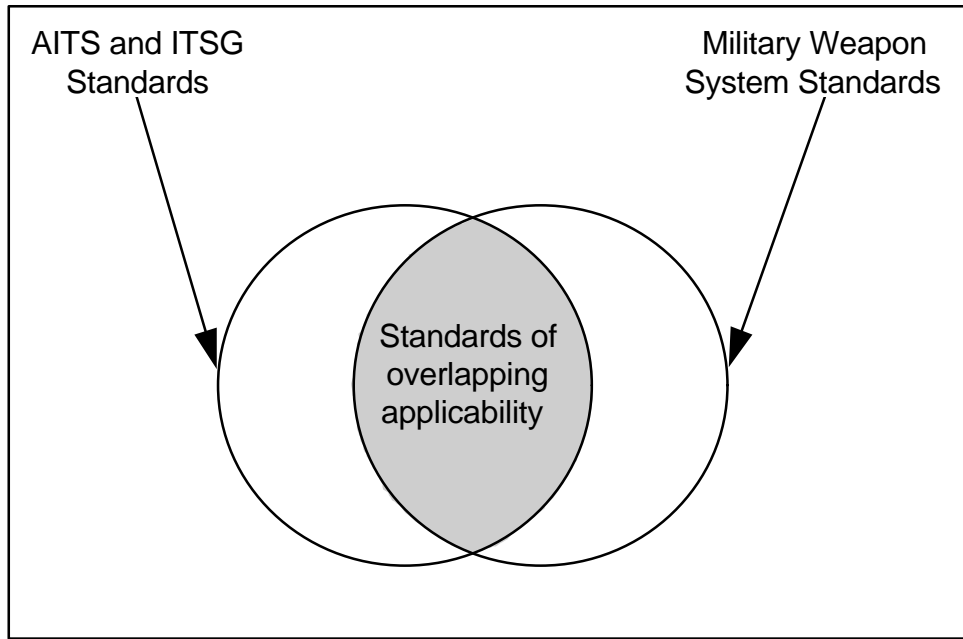 AITS and ITSG
Standards
Military Weapon
System Standards
Standards of
overlapping
applicability